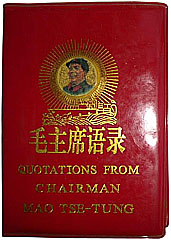 毛主席语录
QUOTATIONS FROM
CHAIRMAN
MAO TSE-TUNG